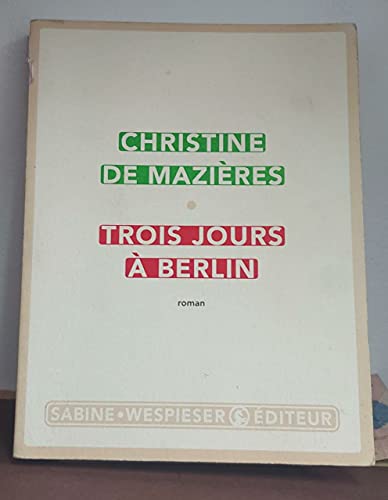 CHRISTINE
DE MAZIÈRES
TROIS JOURS
À BERLIN
roman
SABINE • WESPIESER ÉDITEUR